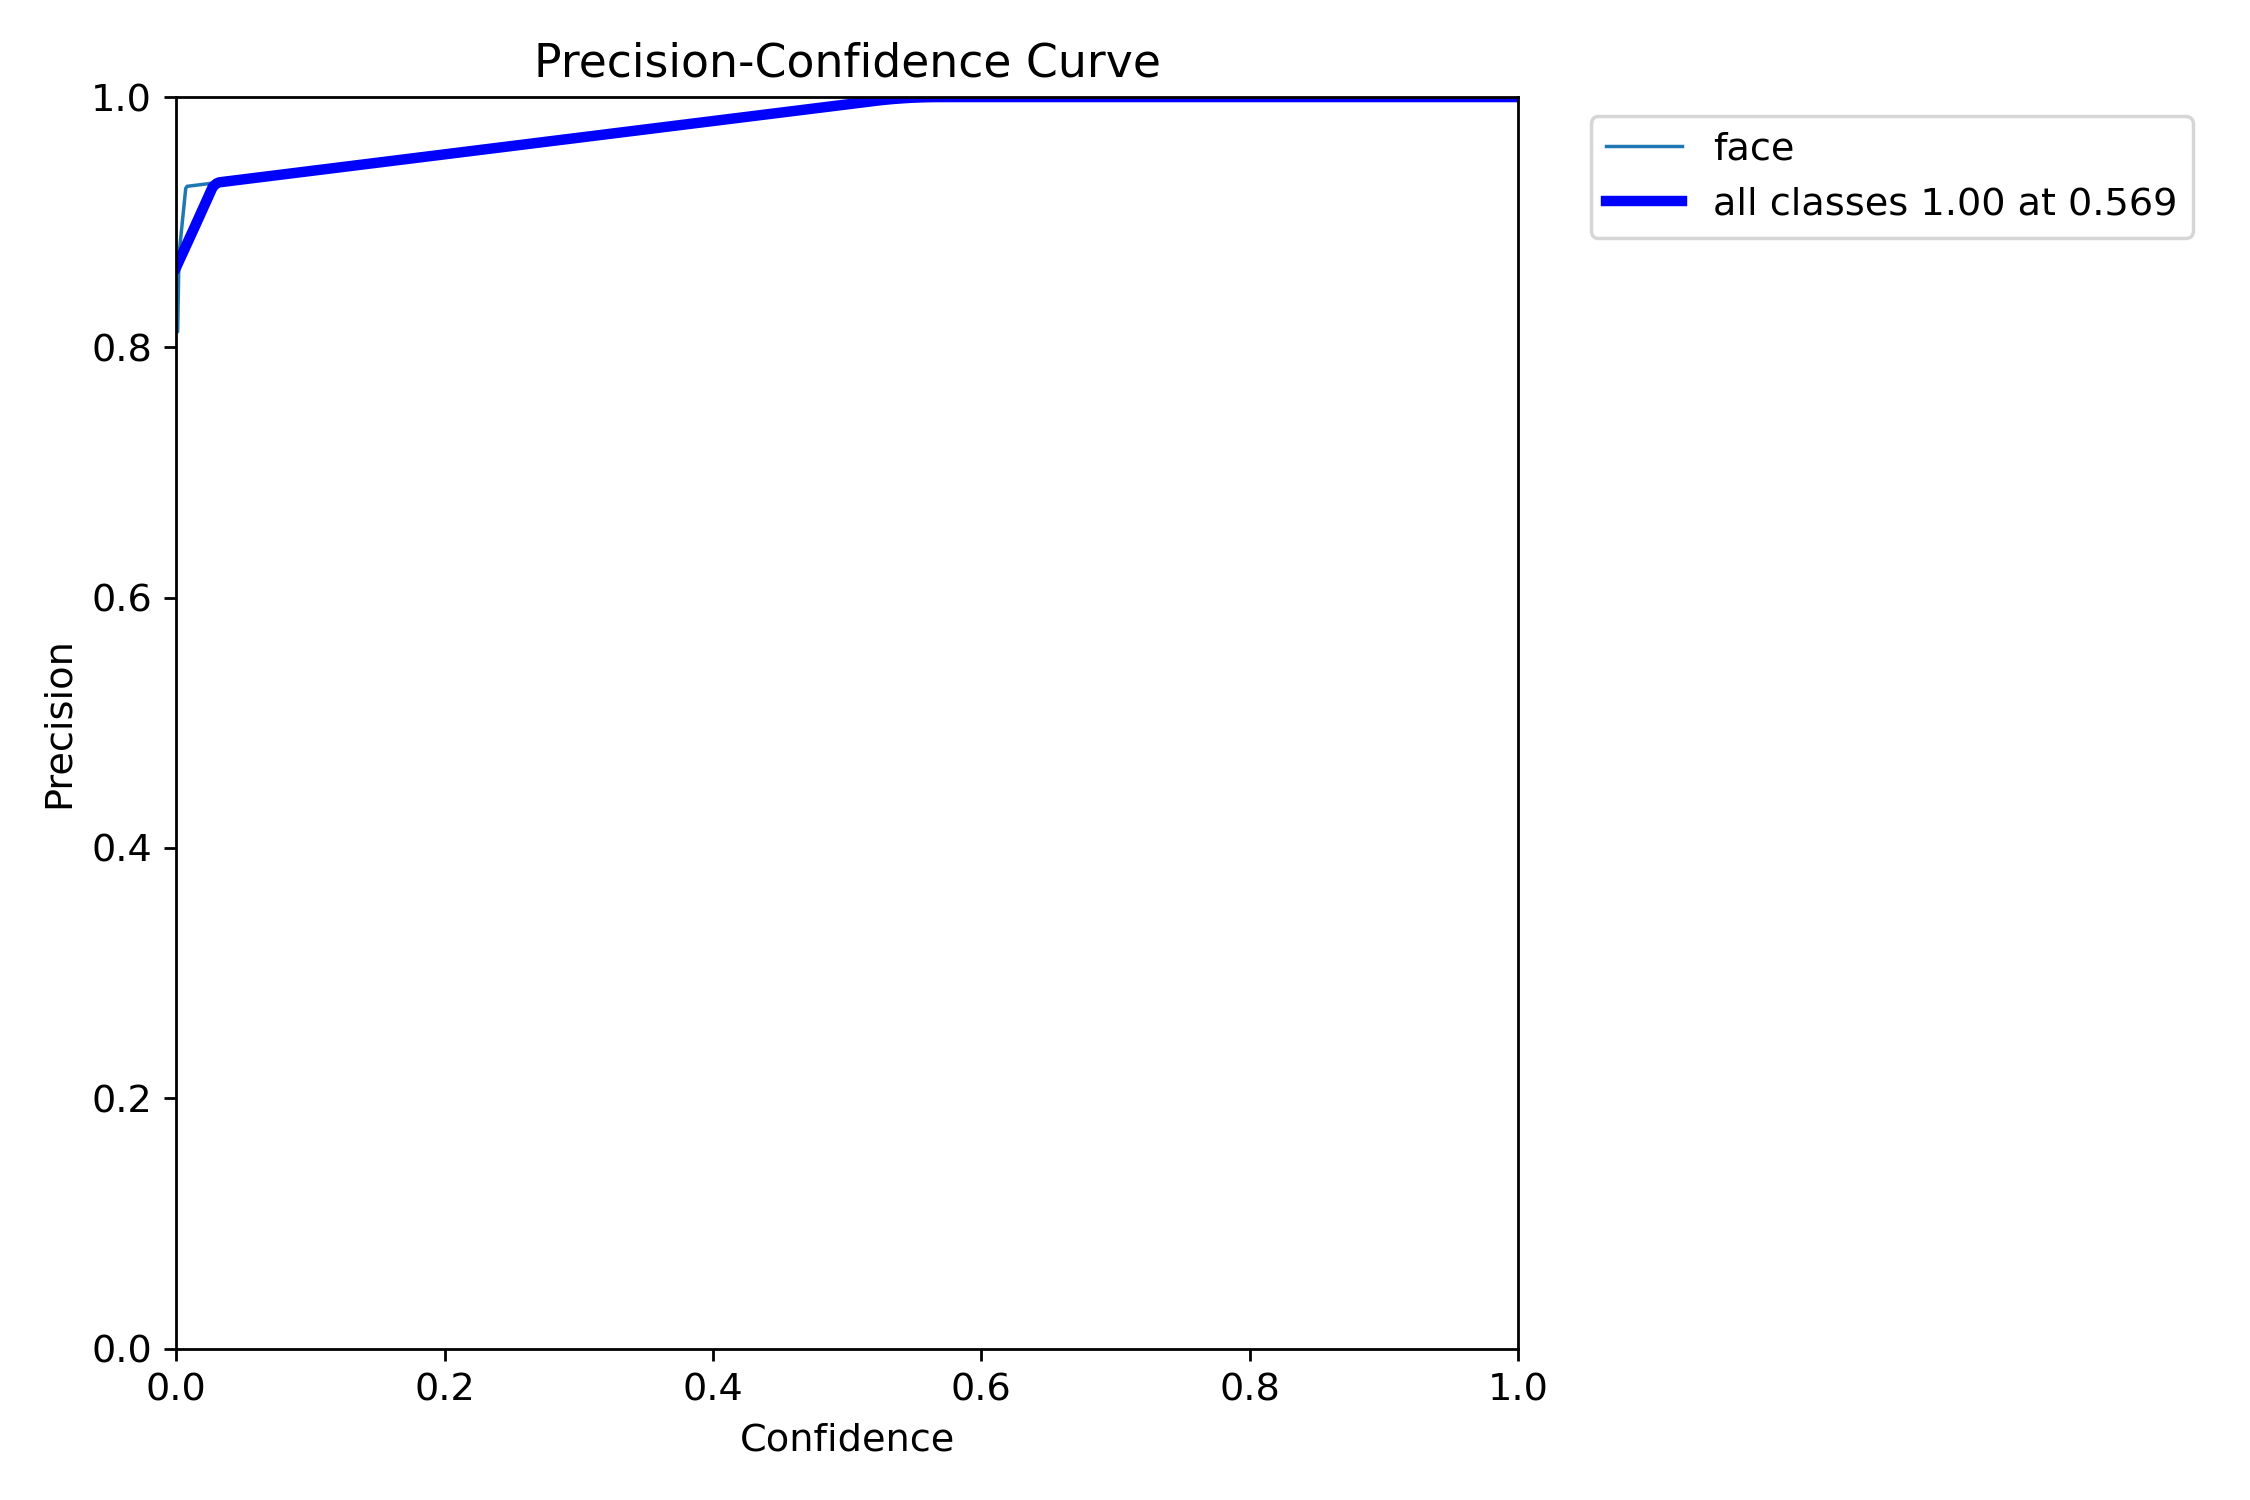 Precision-Confidence Curve
1.0
0.8
0.6
0.4
0.2
0.0
Precision
0.0 0.2 0.4 0.6 0.8 1.0
Confidence
face
all classes 1.00 at 0.569